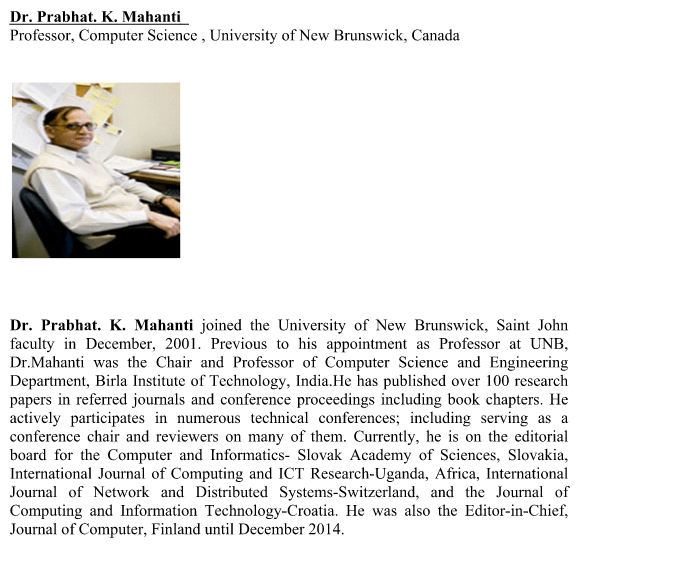 Dr. Prabhat. K. Mahanti
Professor, Computer Science , University of New Brunswick, Canada
Dr. Prabhat. K. Mahanti joined the University of New Brunswick, Saint John
faculty in December, 2001. Previous to his appointment as Professor at UNB,
Dr.Mahanti was the Chair and Professor of Computer Science and Engineering
Department, Birla Institute of Technology, India.He has published over 100 research
papers in referred journals and conference proceedings including book chapters. He
actively participates in numerous technical conferences; including serving as a
conference chair and reviewers on many of them. Currently, he is on the editorial
board for the Computer and Informatics- Slovak Academy of Sciences, Slovakia,
International Journal of Computing and ICT Research-Uganda, Africa, International
Journal of Network and Distributed Systems-Switzerland, and the Journal of
Computing and Information Technology-Croatia. He was also the Editor-in-Chief,
Journal of Computer, Finland until December 2014.